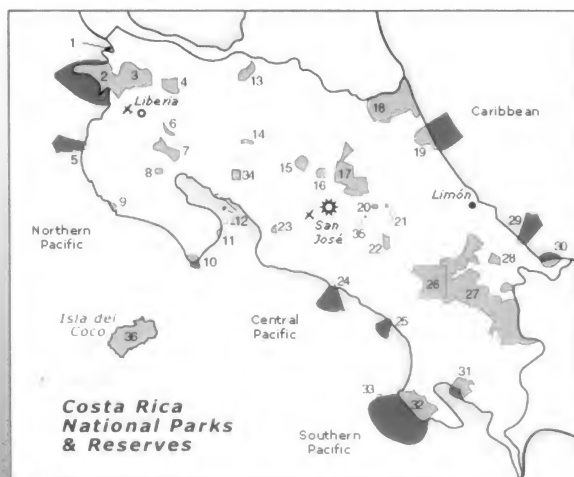 1
2
3
4
13
Liberia
18
Caribbean
6
14
19
5
7
15
8
34
16
17
9
12
20
21
Limón
Northern
Pacific
11
23
San
José
35
22
29
10
28
30
24
26
27
Isla del
Coco
36
Central
Pacific
25
31
33
32
Costa Rica
National Parks
& Reserves
Southern
Pacific